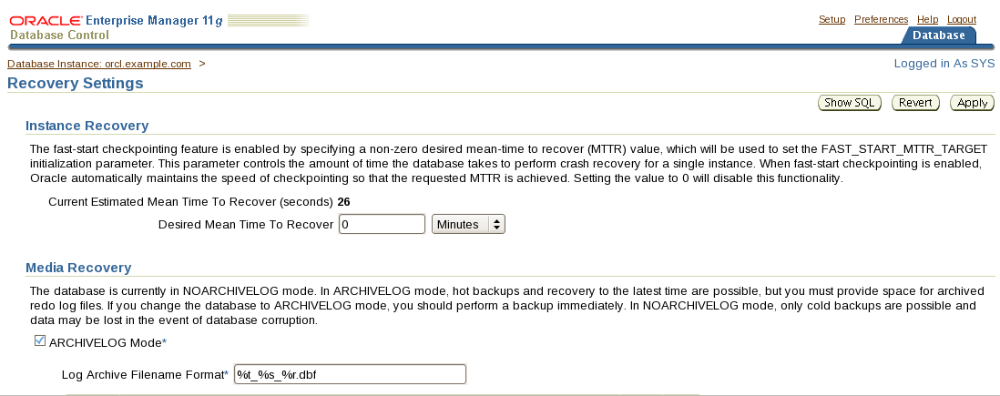 ORACLE Enterprise Manager 11g
Database Control
Setup Preferences Help Logout
Database
Database Instance: orcl.example.com >
Logged in As SYS
Recovery Settings
Show SQL Revert Apply
Instance Recovery
The fast-start checkpointing feature is enabled by specifying a non-zero desired mean-time to recover (MTTR) value, which will be used to set the FAST_START_MTTR_TARGET
initialization parameter. This parameter controls the amount of time the database takes to perform crash recovery for a single instance. When fast-start checkpointing is enabled,
Oracle automatically maintains the speed of checkpointing so that the requested MTTR is achieved. Setting the value to 0 will disable this functionality.
Current Estimated Mean Time To Recover (seconds) 26
Desired Mean Time To Recover 0 Minutes
Media Recovery
The database is currently in NOARCHIVELOG mode. In ARCHIVELOG mode, hot backups and recovery to the latest time are possible, but you must provide space for archived
redo log files. If you change the database to ARCHIVELOG mode, you should perform a backup immediately. In NOARCHIVELOG mode, only cold backups are possible and
data may be lost in the event of database corruption.
ARCHIVELOG Mode*
Log Archive Filename Format* %t_%s_%r.dbf